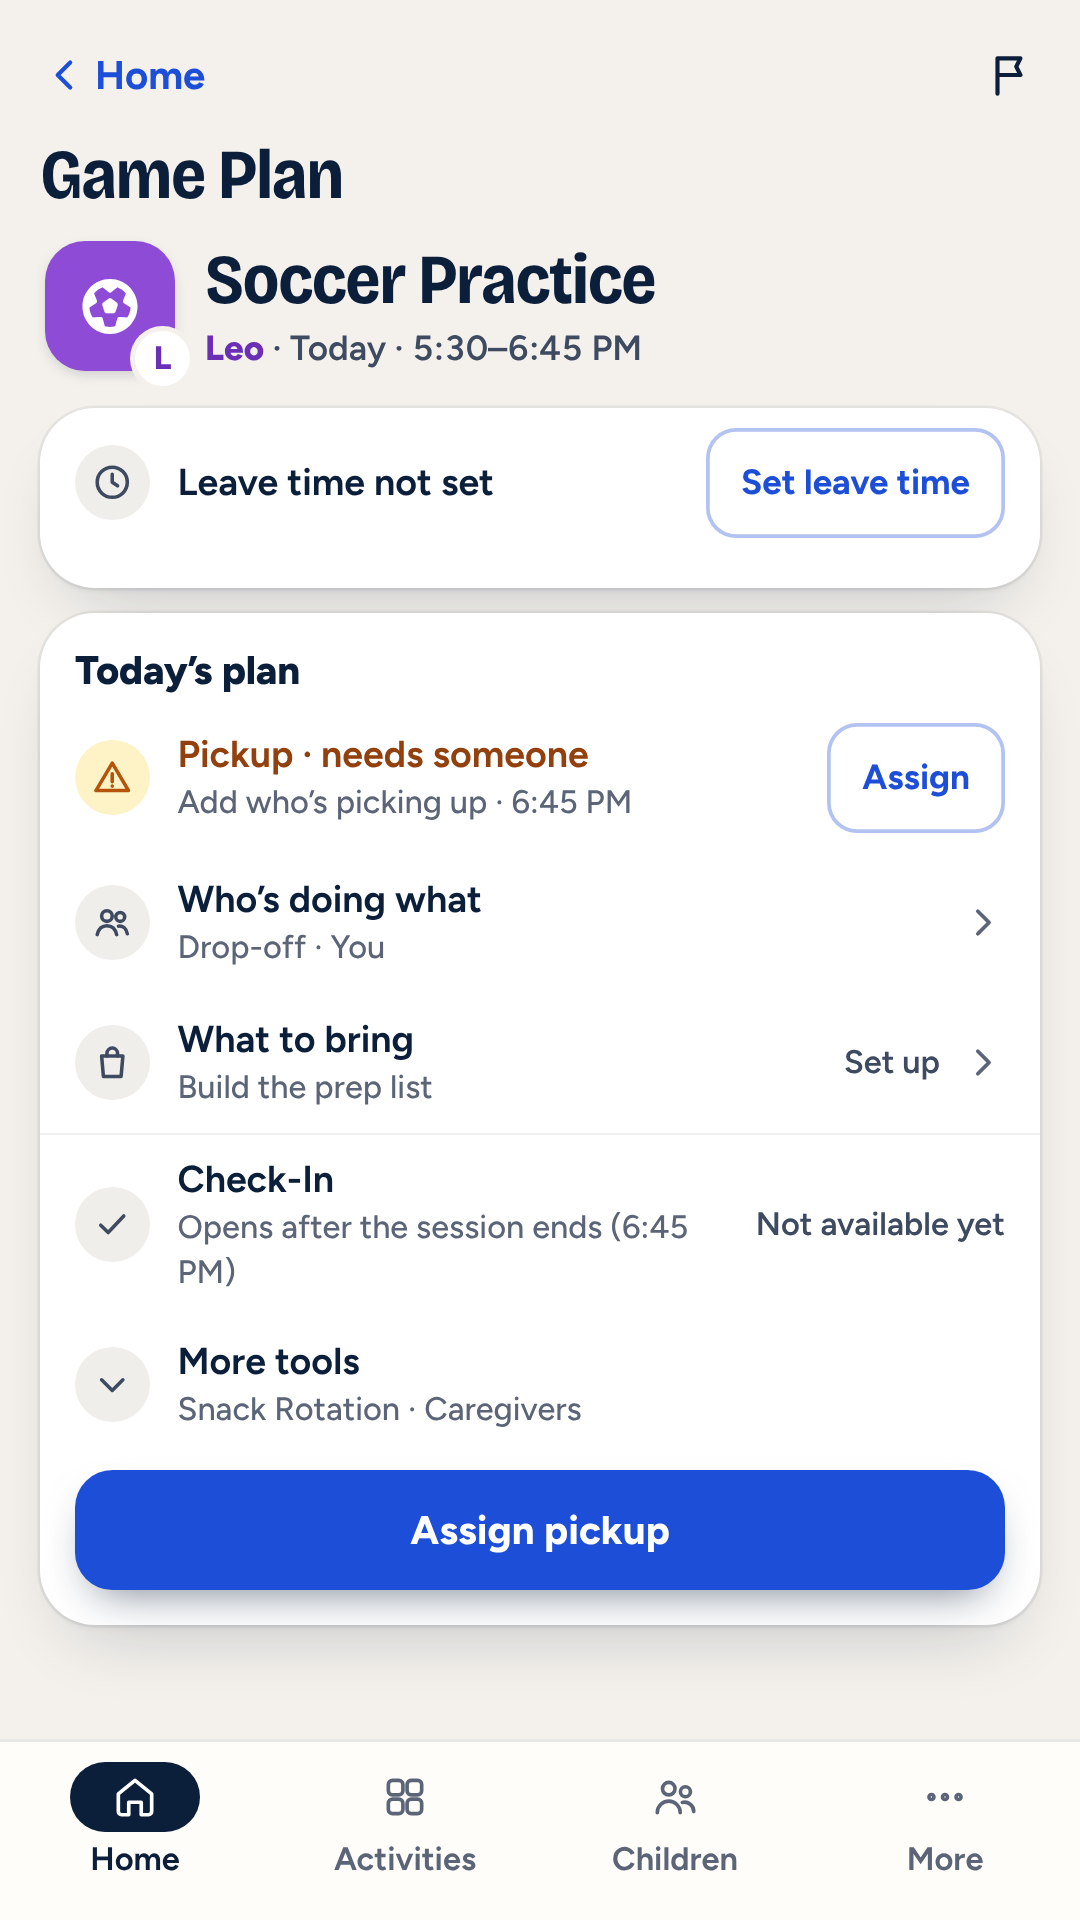 Home
Game Plan
Soccer Practice
L
Leo · Today · 5:30–6:45 PM
Leave time not set
Set leave time
Today’s plan
Pickup · needs someone
Add who’s picking up · 6:45 PM
Assign
Who’s doing what
Drop-off · You
What to bring
Build the prep list
Set up
Check-In
Opens after the session ends (6:45
PM)
Not available yet
More tools
Snack Rotation · Caregivers
Assign pickup
Home
Activities
Children
More